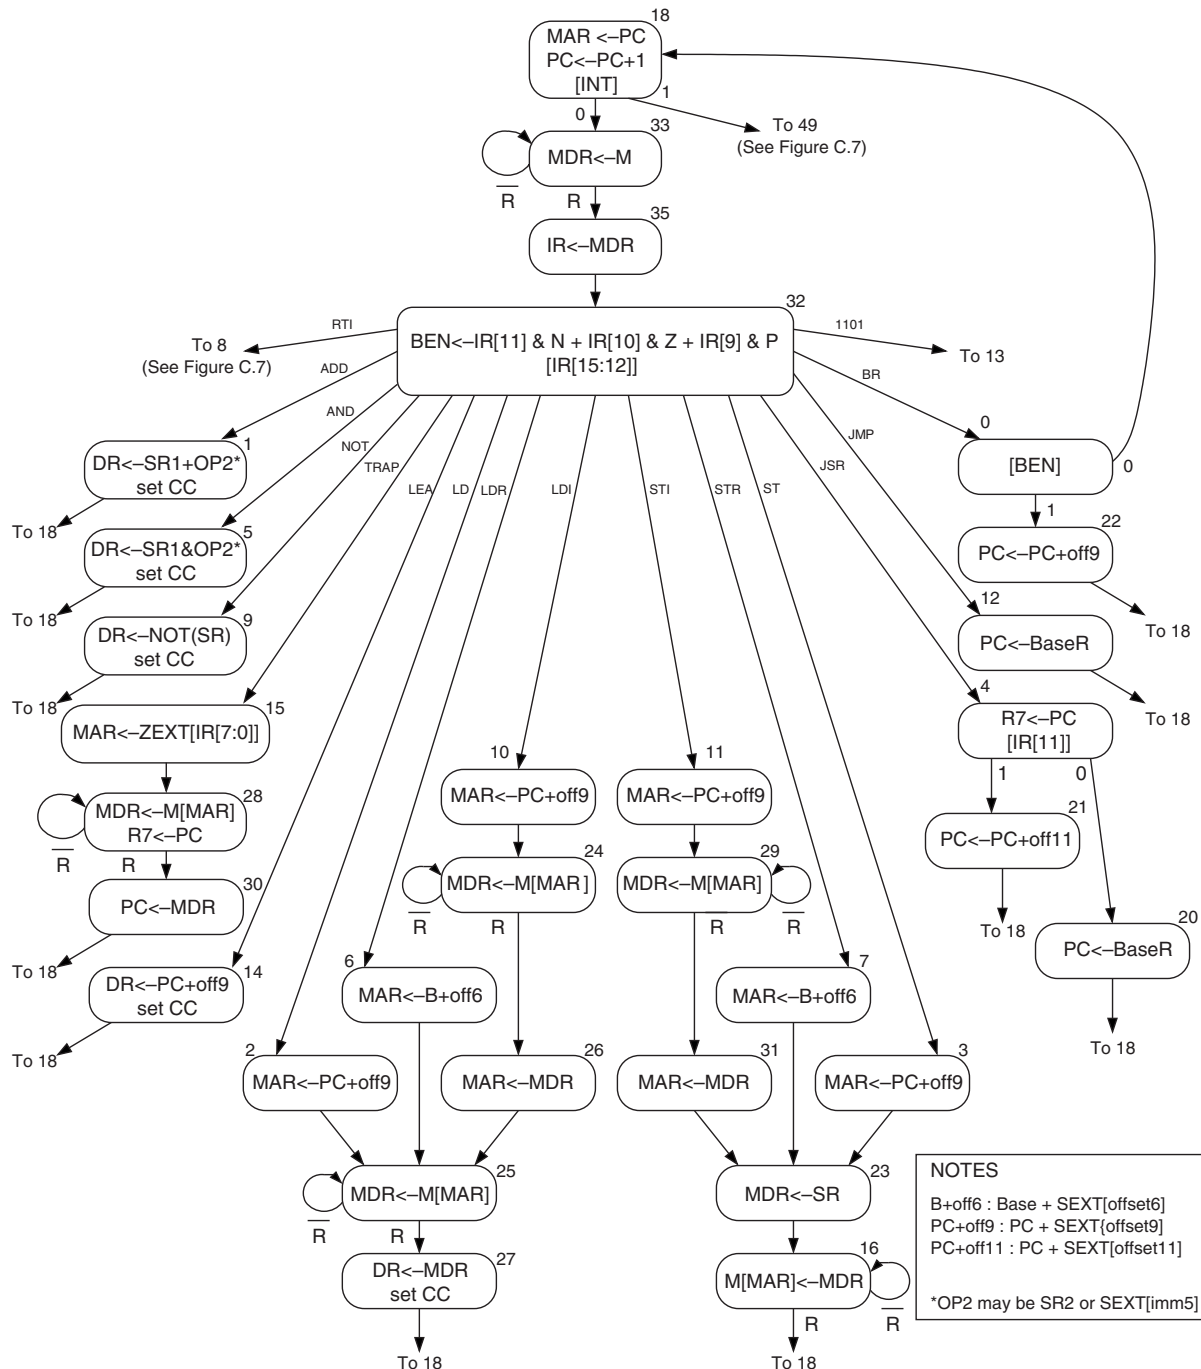 18
MAR <–PC
PC<–PC+1
[INT]
0
1
To 49
(See Figure C.7)
33
MDR<–M
R
R
35
IR<–MDR
32
BEN<–IR[11] & N + IR[10] & Z + IR[9] & P
[IR[15:12]]
RTI
To 8
(See Figure C.7)
1101
To 13
ADD
AND
NOT
TRAP
LEA
LD
LDR
LDI
STI
STR
ST
JSR
JMP
BR
1
DR<–SR1+OP2*
set CC
To 18
5
DR<–SR1&OP2*
set CC
To 18
9
DR<–NOT(SR)
set CC
To 18
15
MAR<–ZEXT[IR[7:0]]
28
MDR<–M[MAR]
R7<–PC
R
R
30
PC<–MDR
To 18
14
DR<–PC+off9
set CC
To 18
0
[BEN]
0
1
22
PC<–PC+off9
To 18
12
PC<–BaseR
To 18
4
R7<–PC
[IR[11]]
1
0
21
PC<–PC+off11
To 18
20
PC<–BaseR
To 18
10
MAR<–PC+off9
24
MDR<–M[MAR]
R
R
11
MAR<–PC+off9
29
MDR<–M[MAR]
R
R
6
MAR<–B+off6
7
MAR<–B+off6
2
MAR<–PC+off9
26
MAR<–MDR
31
MAR<–MDR
3
MAR<–PC+off9
25
MDR<–M[MAR]
R
R
27
DR<–MDR
set CC
To 18
23
MDR<–SR
16
M[MAR]<–MDR
R
R
To 18
NOTES
B+off6 : Base + SEXT[offset6]
PC+off9 : PC + SEXT{offset9]
PC+off11 : PC + SEXT[offset11]
*OP2 may be SR2 or SEXT[imm5]